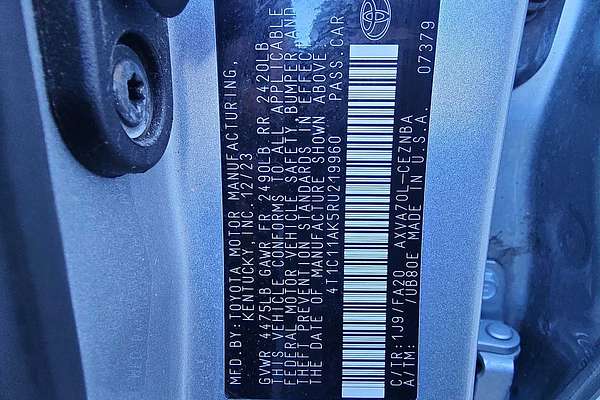 MFD. BY: TOYOTA MOTOR MANUFACTURING,
KENTUCKY, INC. 12/23
GVWR 4475LB GAWR FR 2490LB RR 2420LB
THIS VEHICLE CONFORMS TO ALL APPLICABLE
FEDERAL MOTOR VEHICLE SAFETY, BUMPER AND
THEFT PREVENTION STANDARDS IN EFFECT ON
THE DATE OF MANUFACTURE SHOWN ABOVE.
4T1C11AK5RU219960 PASS. CAR
C/TR: 1J9/FA20 AXVA70L-CEZNBA 07379
A/TM: /UB80E MADE IN U.S.A.